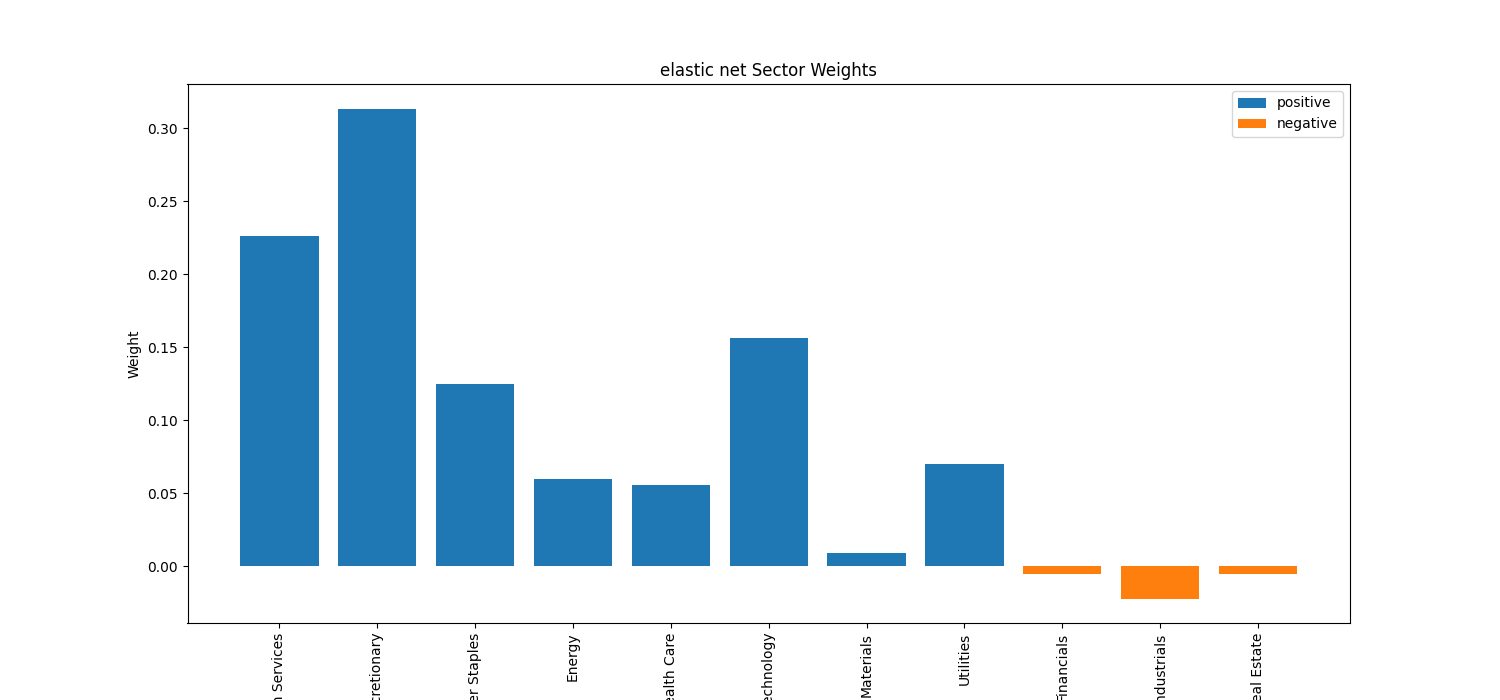 elastic net Sector Weights
positive
negative
0.30
0.25
0.20
0.15
0.10
0.05
0.00
Weight
Services
cretionary
er Staples
Energy
ealth Care
echnology
Materials
Utilities
Financials
ndustrials
eal Estate